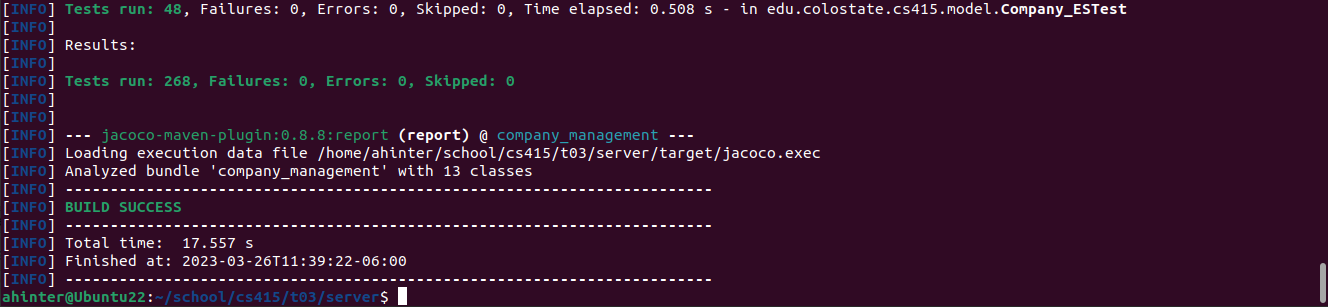 [INFO] Tests run: 48, Failures: 0, Errors: 0, Skipped: 0, Time elapsed: 0.508 s - in edu.colostate.cs415.model.Company_ESTest
[INFO]
[INFO] Results:
[INFO]
[INFO] Tests run: 268, Failures: 0, Errors: 0, Skipped: 0
[INFO]
[INFO]
[INFO] --- jacoco-maven-plugin:0.8.8:report (report) @ company_management ---
[INFO] Loading execution data file /home/ahinter/school/cs415/t03/server/target/jacoco.exec
[INFO] Analyzed bundle 'company_management' with 13 classes
[INFO] ------------------------------------------------------------------------
[INFO] BUILD SUCCESS
[INFO] ------------------------------------------------------------------------
[INFO] Total time:  17.557 s
[INFO] Finished at: 2023-03-26T11:39:22-06:00
[INFO] ------------------------------------------------------------------------
ahinter@Ubuntu22:~/school/cs415/t03/server$